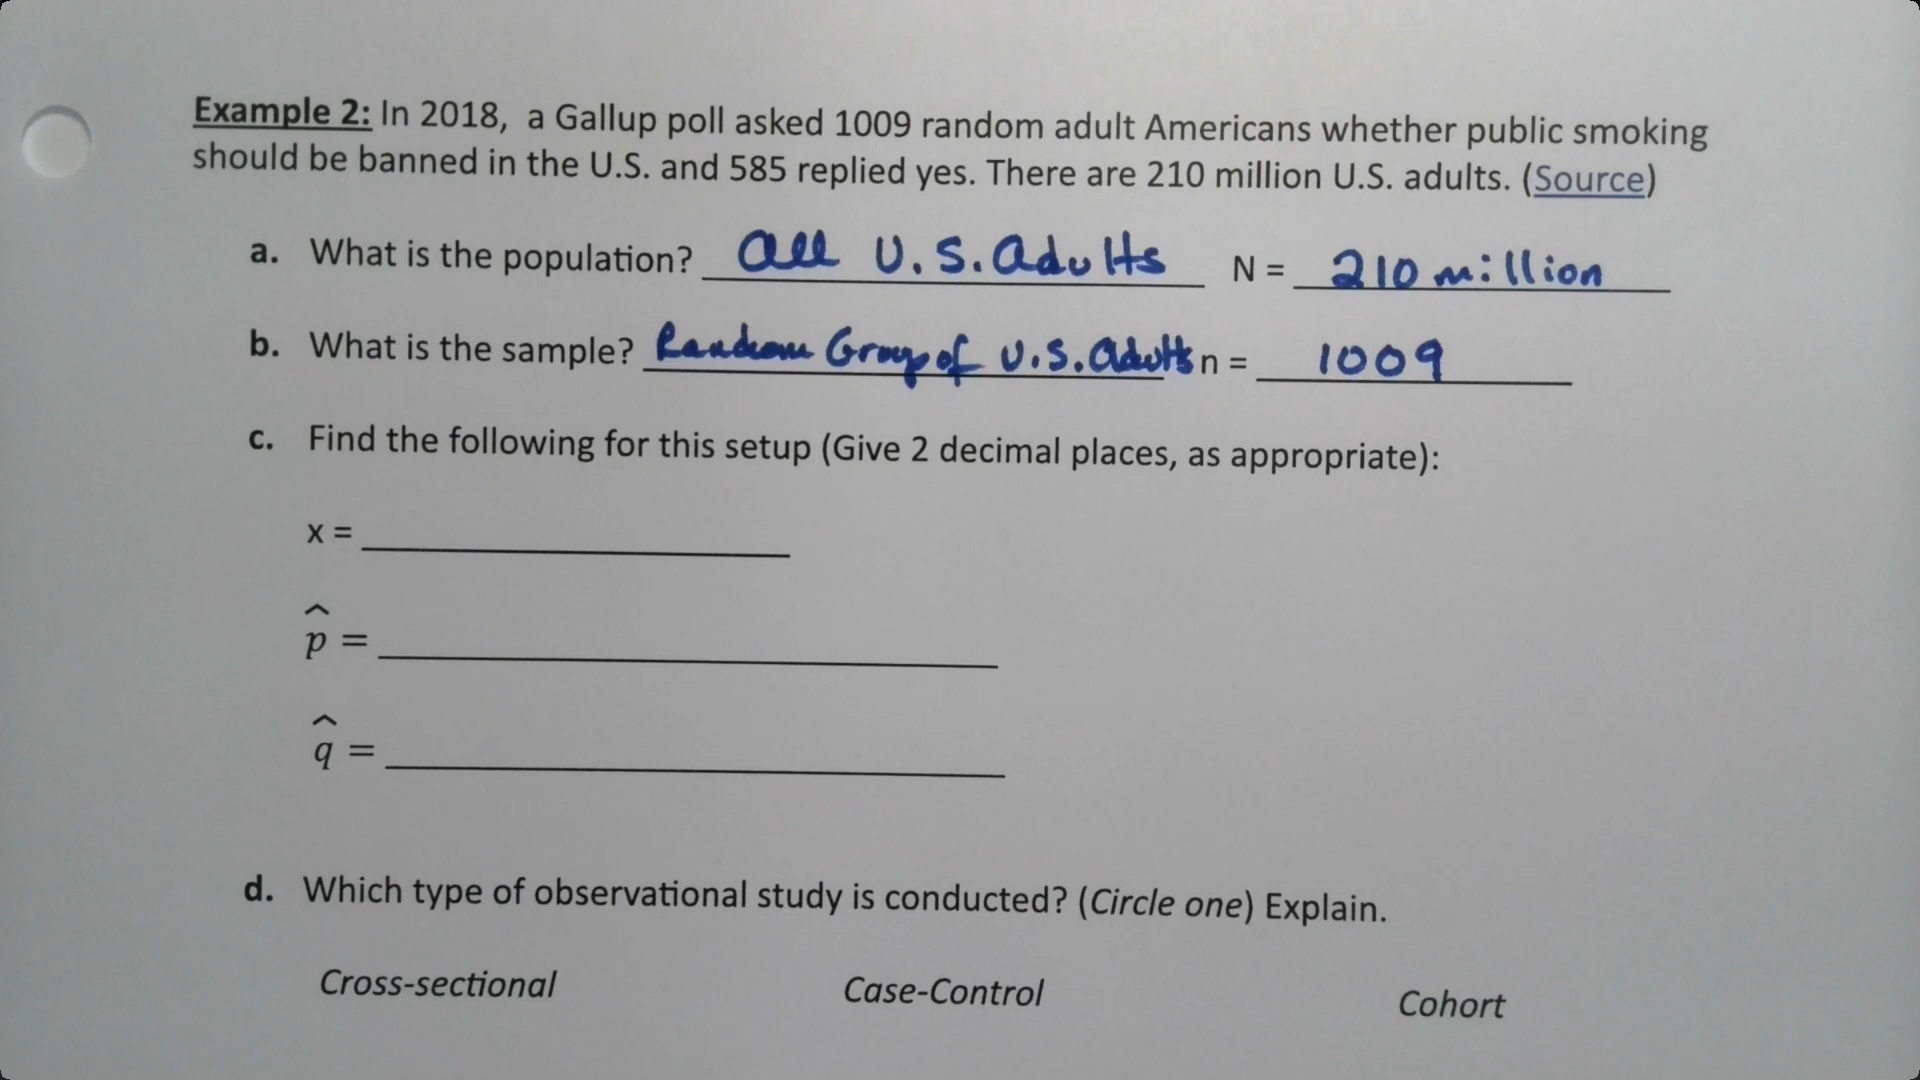 Example 2: In 2018, a Gallup poll asked 1009 random adult Americans whether public smoking
should be banned in the U.S. and 585 replied yes. There are 210 million U.S. adults. (Source)
a. What is the population? all U.S. adults N = 210 million
b. What is the sample? Random Group of U.S. adults n = 1009
c. Find the following for this setup (Give 2 decimal places, as appropriate):
x =
p̂ =
q̂ =
d. Which type of observational study is conducted? (Circle one) Explain.
Cross-sectional Case-Control Cohort